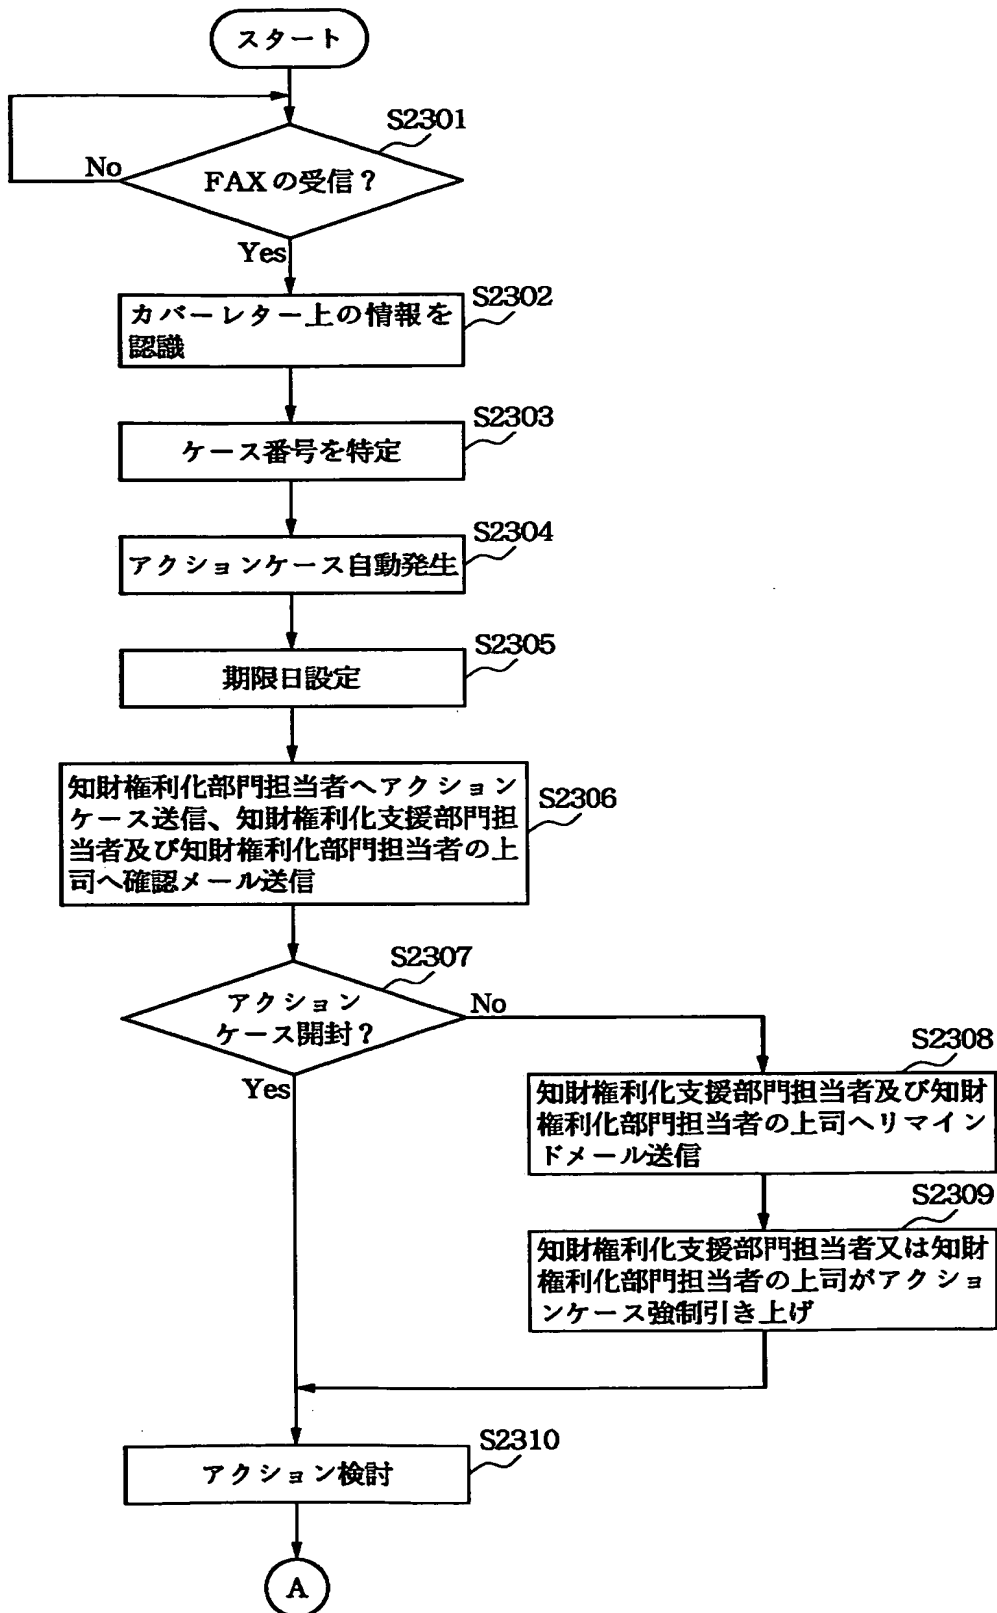 スタート
S2301
No
FAXの受信？
Yes
S2302
カバーレター上の情報を
認識
S2303
ケース番号を特定
S2304
アクションケース自動発生
S2305
期限日設定
S2306
知財権利化部門担当者へアクション
ケース送信、知財権利化支援部門担
当者及び知財権利化部門担当者の上
司へ確認メール送信
S2307
アクション
ケース開封？
No
Yes
S2308
知財権利化支援部門担当者及び知財
権利化部門担当者の上司へリマイン
ドメール送信
S2309
知財権利化支援部門担当者又は知財
権利化部門担当者の上司がアクショ
ンケース強制引き上げ
S2310
アクション検討
A